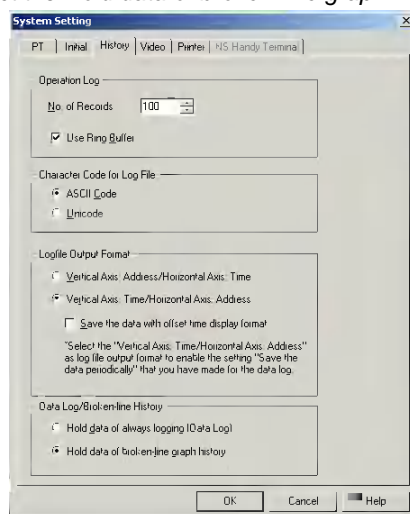 System Setting
PT Initial History Video Printer NS Handy Terminal
Operation Log
No. of Records 100
Use Ring Buffer
Character Code for Log File
ASCII Code
Unicode
Logfile Output Format
Vertical Axis: Address/Horizontal Axis: Time
Vertical Axis: Time/Horizontal Axis: Address
Save the data with offset time display format
"Select the "Vertical Axis: Time/Horizontal Axis: Address"
as log file output format to enable the setting "Save the
data periodically" that you have made for the data log.
Data Log/Broken-line History
Hold data of always logging (Data Log)
Hold data of broken-line graph history
OK Cancel Help